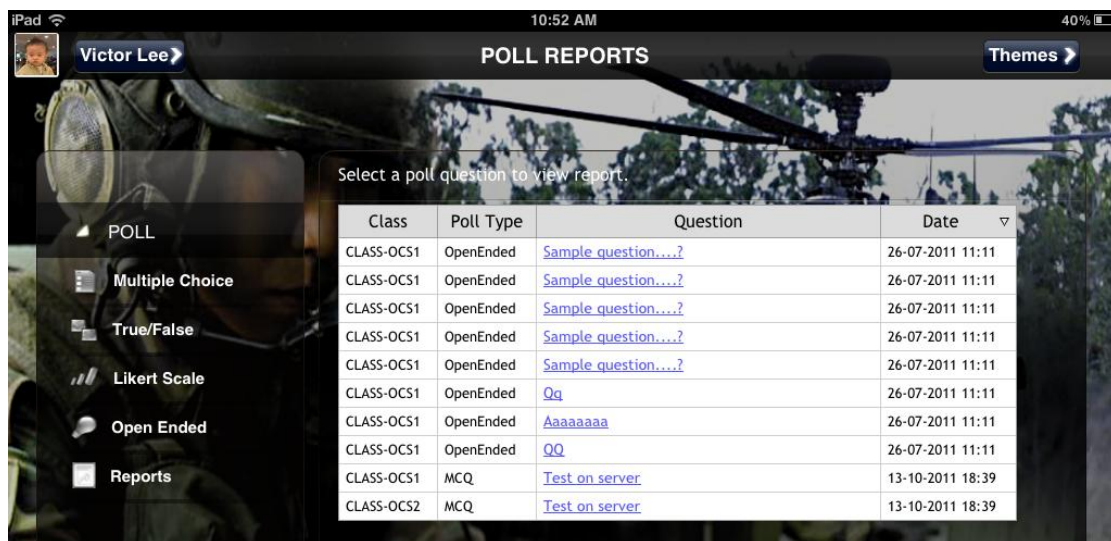 iPad 10:52 AM 40%
Victor Lee POLL REPORTS Themes
Select a poll question to view report.
POLL
Multiple Choice
True/False
Likert Scale
Open Ended
Reports
Class Poll Type Question Date
CLASS-OCS1 OpenEnded Sample question....? 26-07-2011 11:11
CLASS-OCS1 OpenEnded Sample question....? 26-07-2011 11:11
CLASS-OCS1 OpenEnded Sample question....? 26-07-2011 11:11
CLASS-OCS1 OpenEnded Sample question....? 26-07-2011 11:11
CLASS-OCS1 OpenEnded Sample question....? 26-07-2011 11:11
CLASS-OCS1 OpenEnded Qq 26-07-2011 11:11
CLASS-OCS1 OpenEnded Aaaaaaaa 26-07-2011 11:11
CLASS-OCS1 OpenEnded QQ 26-07-2011 11:11
CLASS-OCS1 MCQ Test on server 13-10-2011 18:39
CLASS-OCS2 MCQ Test on server 13-10-2011 18:39